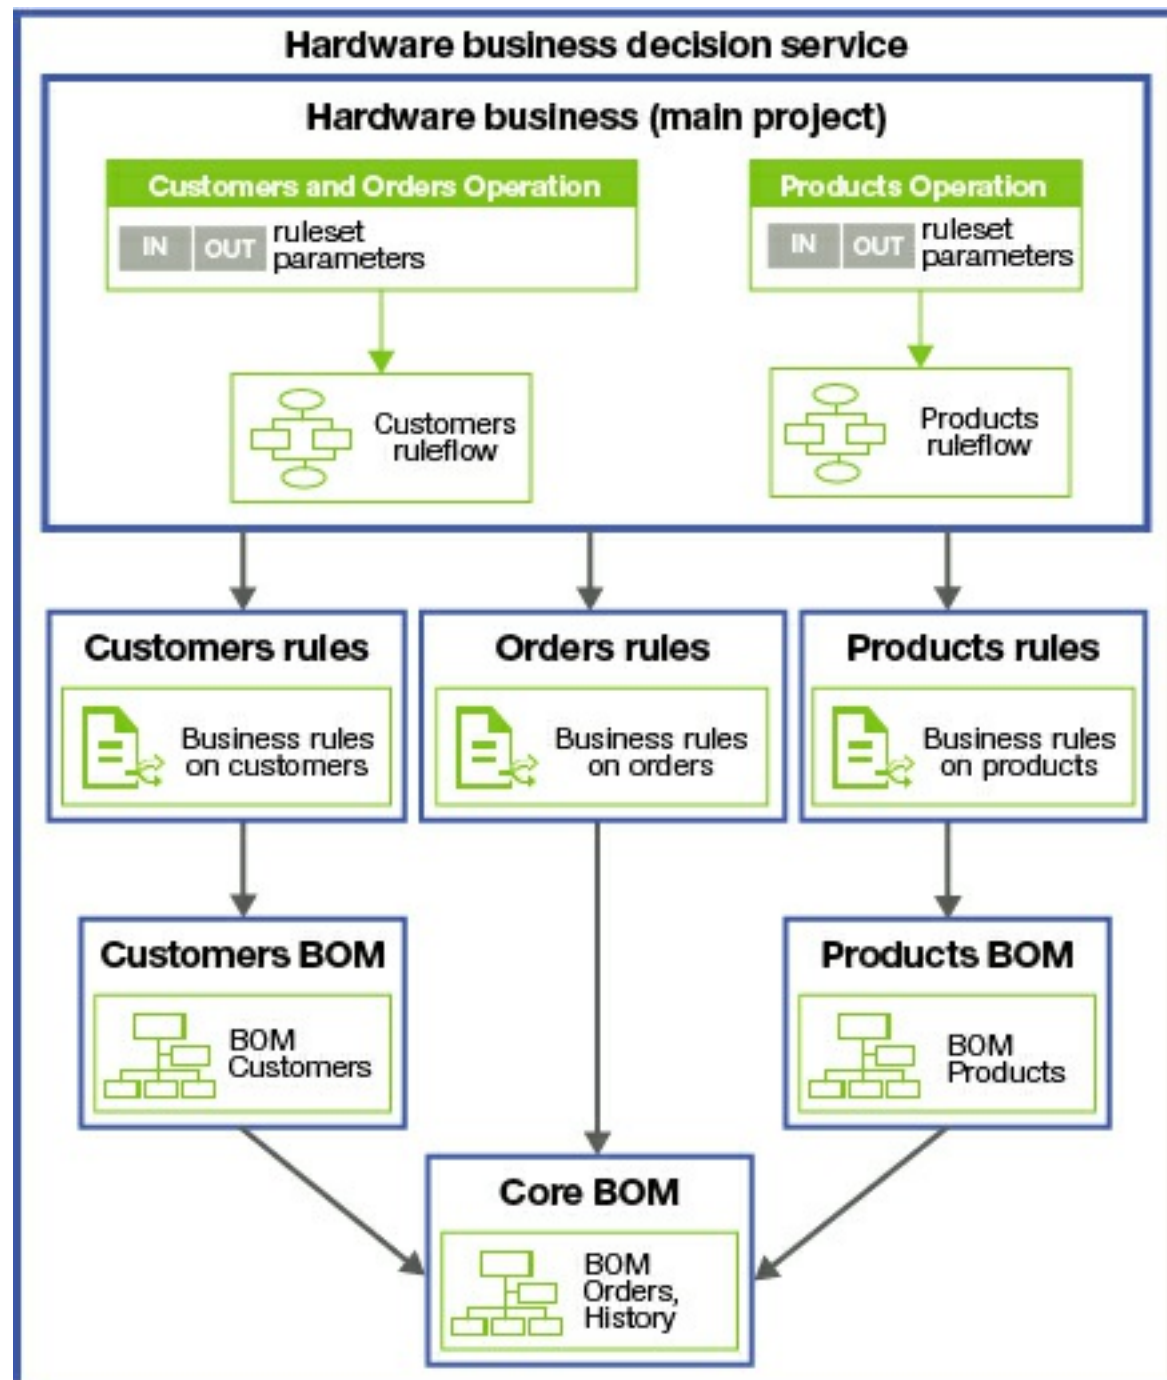 Hardware business decision service
Hardware business (main project)
Customers and Orders Operation
IN OUT ruleset
parameters
Products Operation
IN OUT ruleset
parameters
Customers
ruleflow
Products
ruleflow
Customers rules
Business rules
on customers
Orders rules
Business rules
on orders
Products rules
Business rules
on products
Customers BOM
BOM
Customers
Products BOM
BOM
Products
Core BOM
BOM
Orders,
History